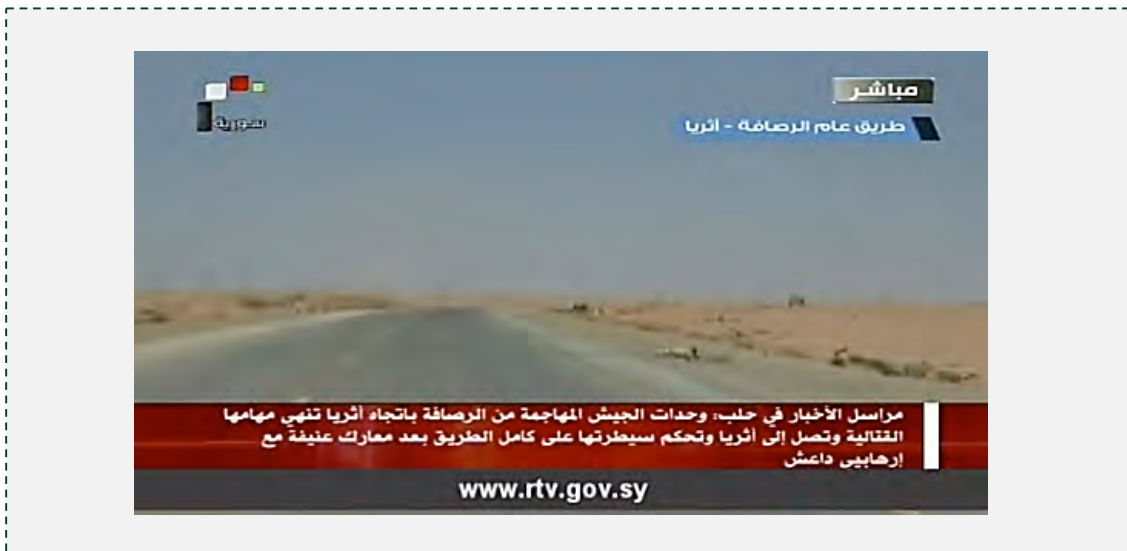 مباشر
سورية
طريق عام الرصافة - أثريا
مراسل الأخبار في حلب: وحدات الجيش المهاجمة من الرصافة باتجاه أثريا تنهي مهامها
القتالية وتصل إلى أثريا وتحكم سيطرتها على كامل الطريق بعد معارك عنيفة مع
إرهابيي داعش
www.rtv.gov.sy